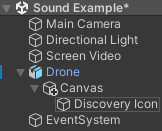 Sound Example*
Main Camera
Directional Light
Screen Video
Drone
Canvas
Discovery Icon
EventSystem